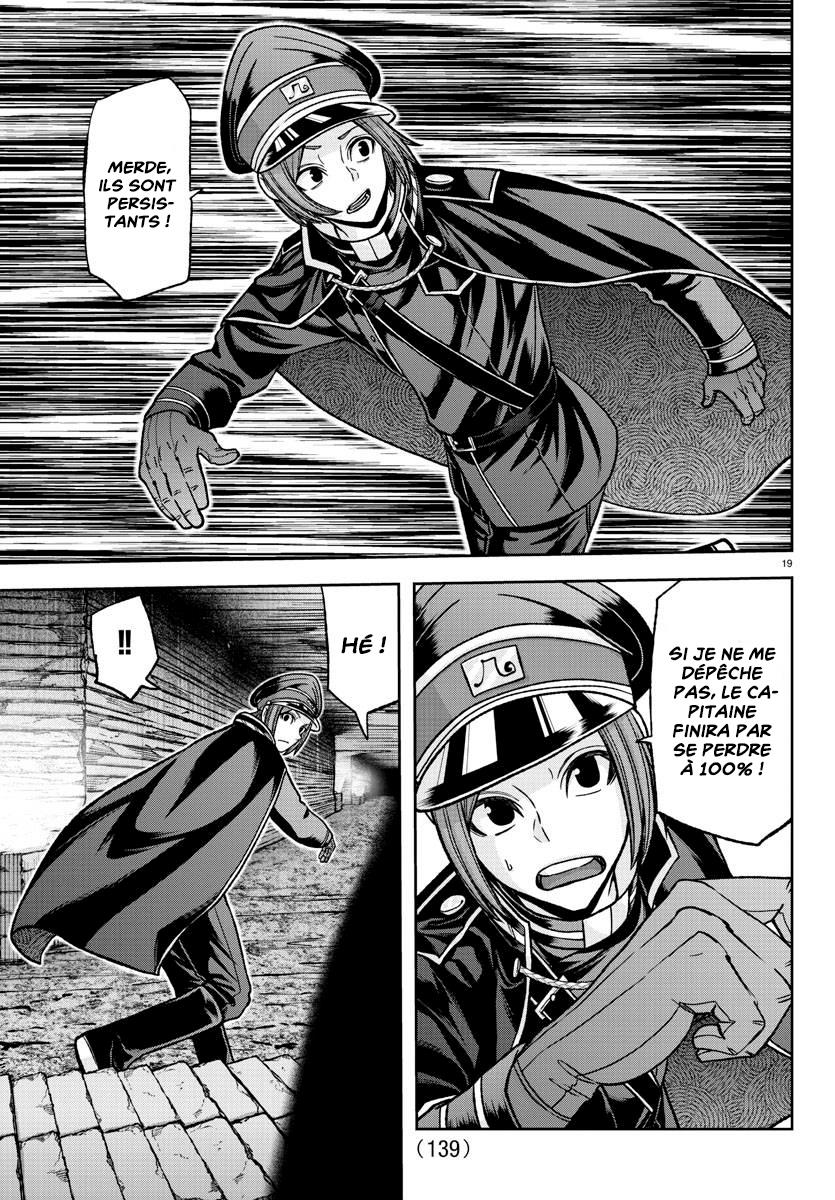 MERDE,
ILS SONT
PERSIS-
TANTS !
19
SI JE NE ME
DÉPÊCHE
PAS, LE CA-
PITAINE
FINIRA PAR
SE PERDRE
À 100% !
HÉ !
!!
(139)